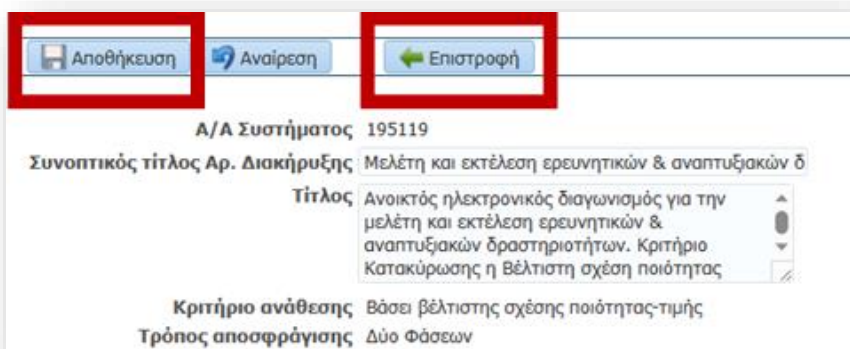 Αποθήκευση Αναίρεση Επιστροφή
Α/Α Συστήματος 195119
Συνοπτικός τίτλος Αρ. Διακήρυξης Μελέτη και εκτέλεση ερευνητικών & αναπτυξιακών δ
Τίτλος Ανοικτός ηλεκτρονικός διαγωνισμός για την
μελέτη και εκτέλεση ερευνητικών &
αναπτυξιακών δραστηριοτήτων. Κριτήριο
Κατακύρωσης η Βέλτιστη σχέση ποιότητας
Κριτήριο ανάθεσης Βάσει βέλτιστης σχέσης ποιότητας-τιμής
Τρόπος αποσφράγισης Δύο Φάσεων